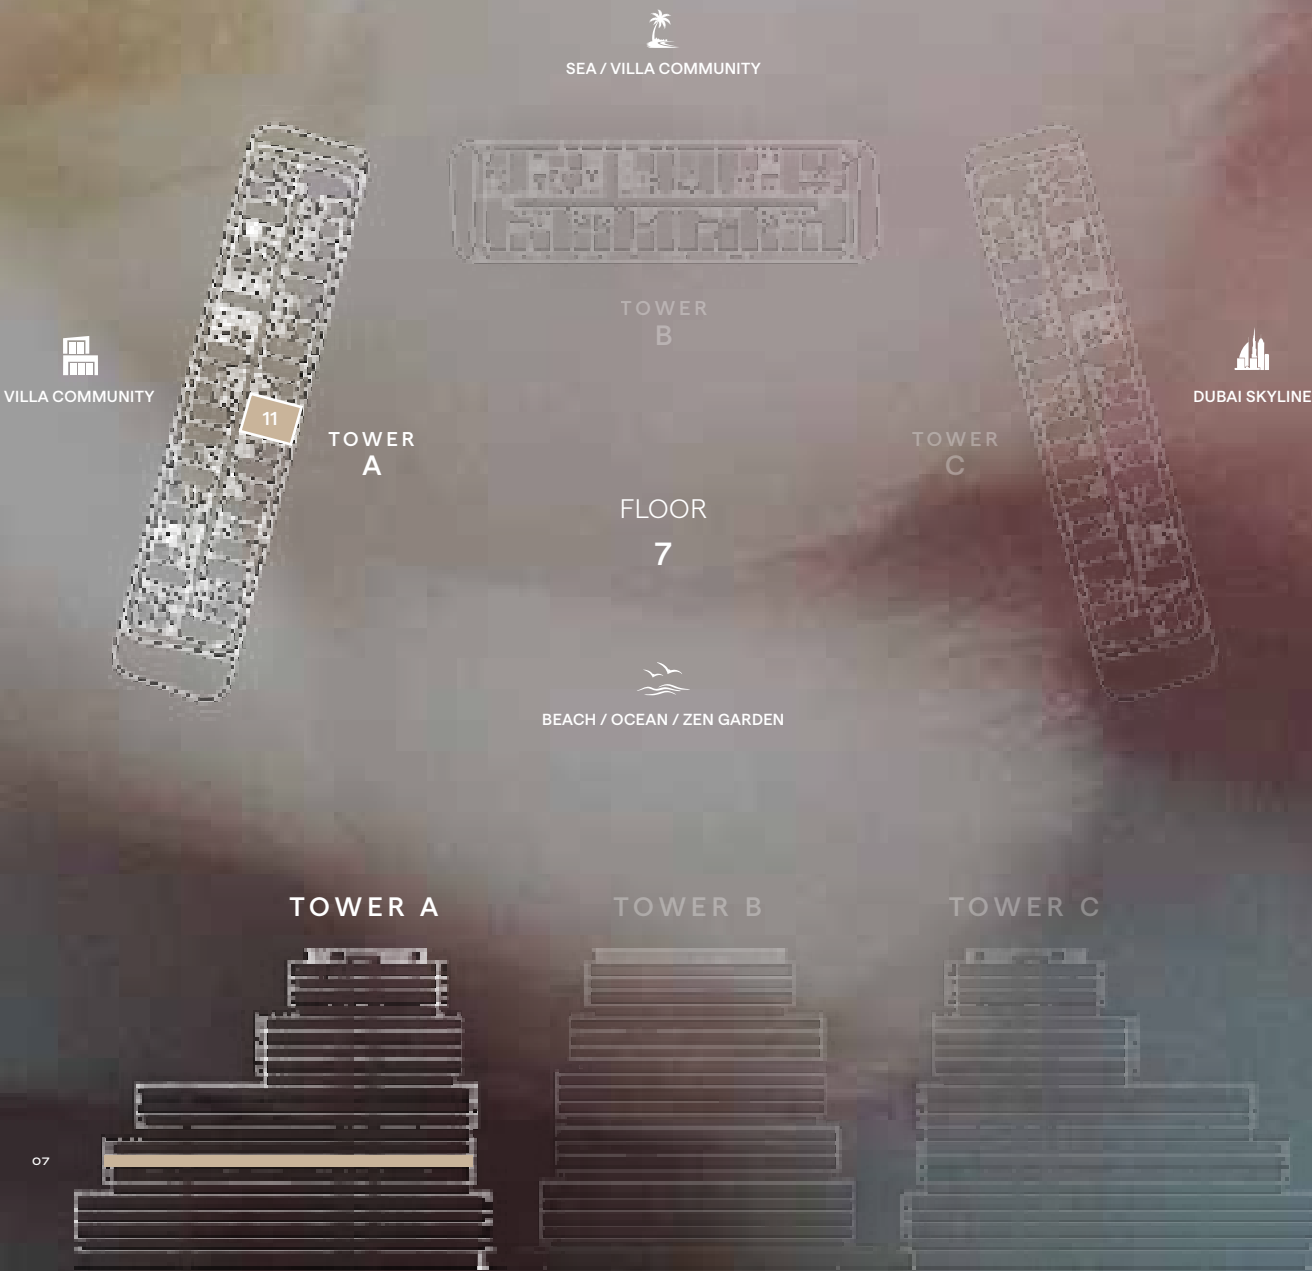 SEA / VILLA COMMUNITY
TOWER
B
VILLA COMMUNITY
DUBAI SKYLINE
11
TOWER
A
TOWER
C
FLOOR
7
BEACH / OCEAN / ZEN GARDEN
TOWER A
TOWER B
TOWER C
07